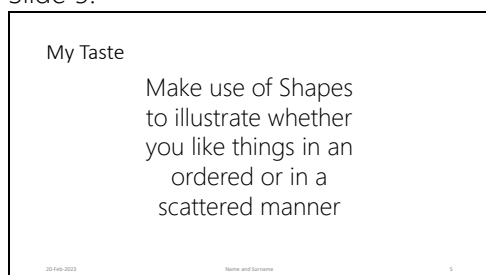 Slide 5:
My Taste
Make use of Shapes
to illustrate whether
you like things in an
ordered or in a
scattered manner
20-Feb-2023 Name and Surname 5